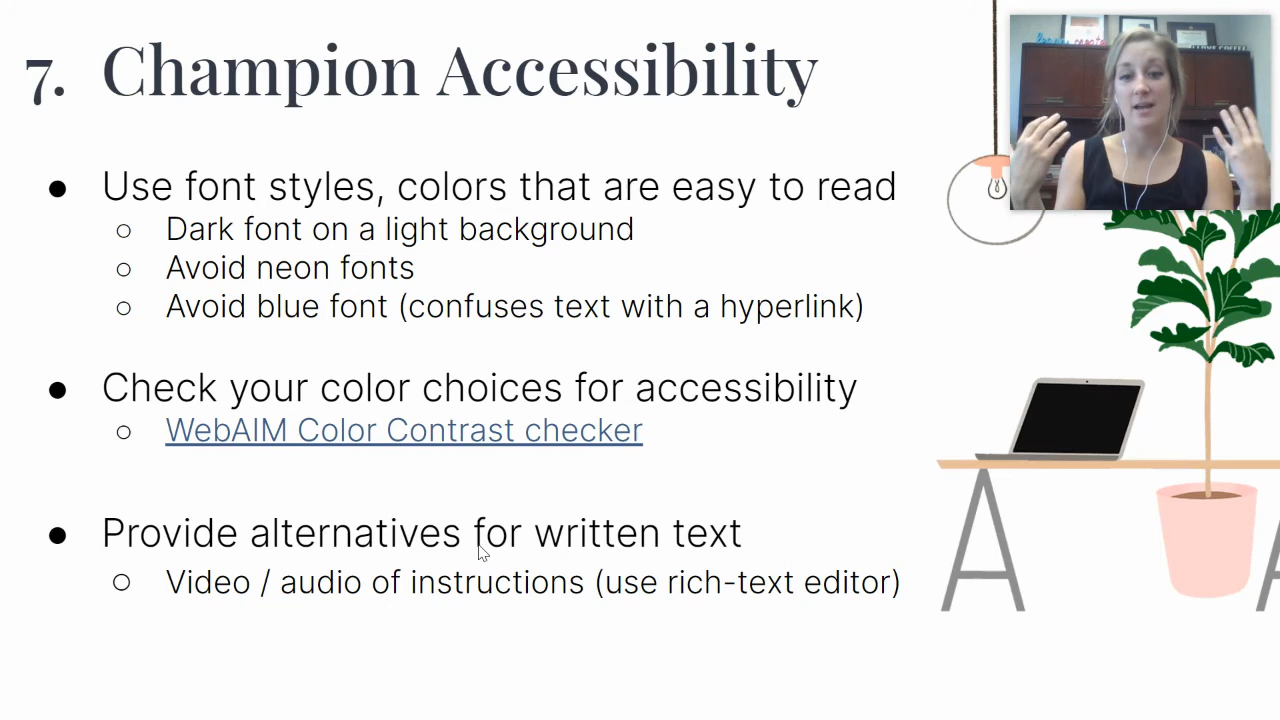 7. Champion Accessibility
● Use font styles, colors that are easy to read
○ Dark font on a light background
○ Avoid neon fonts
○ Avoid blue font (confuses text with a hyperlink)
● Check your color choices for accessibility
○ WebAIM Color Contrast checker
● Provide alternatives for written text
○ Video / audio of instructions (use rich-text editor)